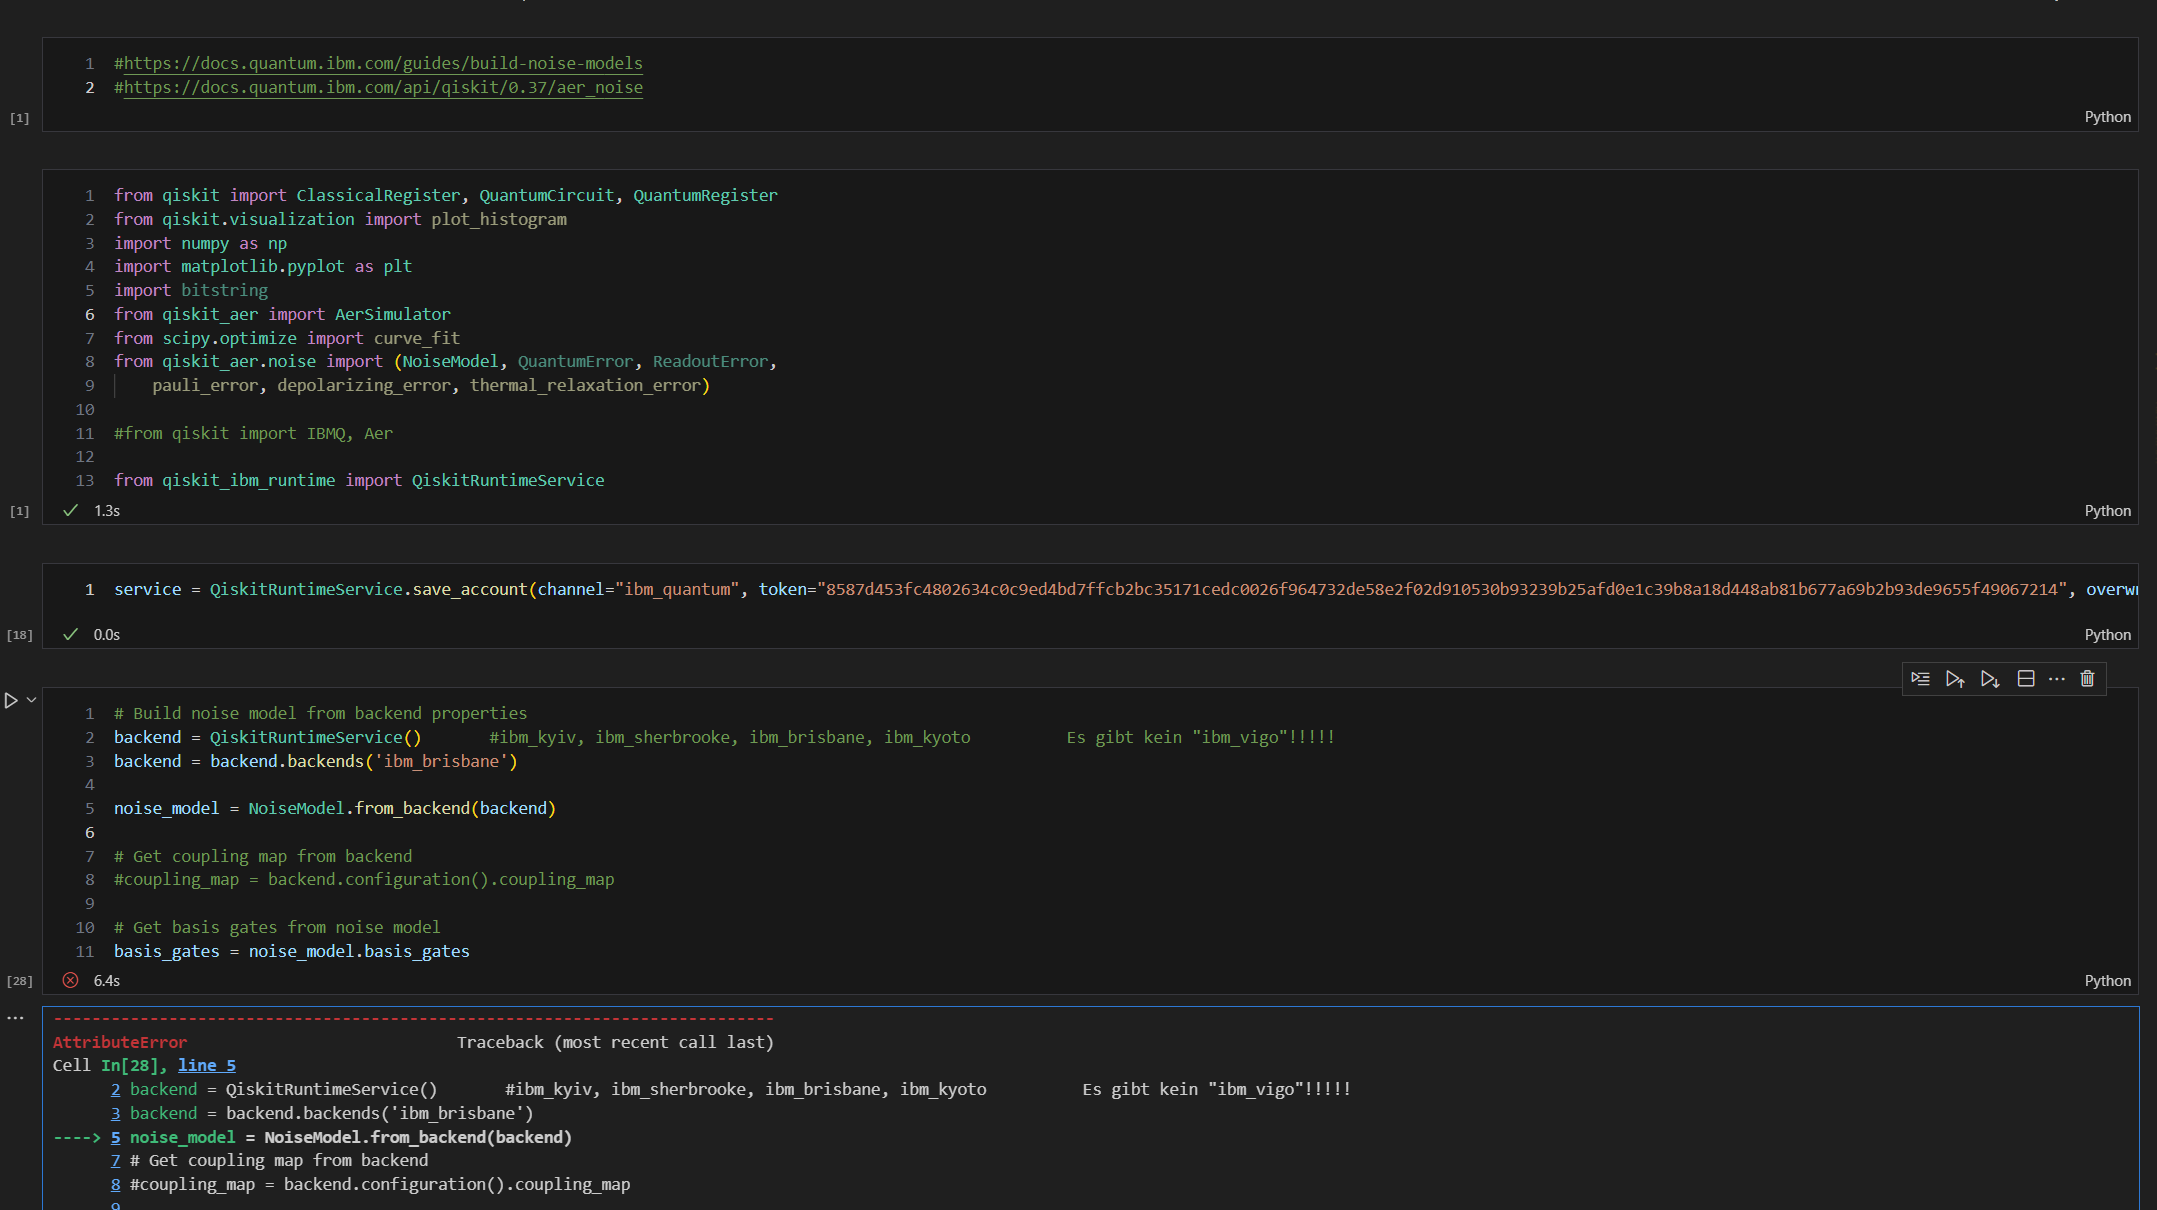 1 #https://docs.quantum.ibm.com/guides/build-noise-models
2 #https://docs.quantum.ibm.com/api/qiskit/0.37/aer_noise
[1]
Python
1 from qiskit import ClassicalRegister, QuantumCircuit, QuantumRegister
2 from qiskit.visualization import plot_histogram
3 import numpy as np
4 import matplotlib.pyplot as plt
5 import bitstring
6 from qiskit_aer import AerSimulator
7 from scipy.optimize import curve_fit
8 from qiskit_aer.noise import (NoiseModel, QuantumError, ReadoutError,
9 pauli_error, depolarizing_error, thermal_relaxation_error)
10
11 #from qiskit import IBMQ, Aer
12
13 from qiskit_ibm_runtime import QiskitRuntimeService
[1] 1.3s Python
1 service = QiskitRuntimeService.save_account(channel="ibm_quantum", token="8587d453fc4802634c0c9ed4bd7ffcb2bc35171cedc0026f964732de58e2f02d910530b93239b25afd0e1c39b8a18d448ab81b677a69b2b93de9655f49067214", overwr
[18] 0.0s Python
1 # Build noise model from backend properties
2 backend = QiskitRuntimeService() #ibm_kyiv, ibm_sherbrooke, ibm_brisbane, ibm_kyoto Es gibt kein "ibm_vigo"!!!!!
3 backend = backend.backends('ibm_brisbane')
4
5 noise_model = NoiseModel.from_backend(backend)
6
7 # Get coupling map from backend
8 #coupling_map = backend.configuration().coupling_map
9
10 # Get basis gates from noise model
11 basis_gates = noise_model.basis_gates
[28] 6.4s Python
---------------------------------------------------------------------------
AttributeError Traceback (most recent call last)
Cell In[28], line 5
2 backend = QiskitRuntimeService() #ibm_kyiv, ibm_sherbrooke, ibm_brisbane, ibm_kyoto Es gibt kein "ibm_vigo"!!!!!
3 backend = backend.backends('ibm_brisbane')
----> 5 noise_model = NoiseModel.from_backend(backend)
7 # Get coupling map from backend
8 #coupling_map = backend.configuration().coupling_map
9